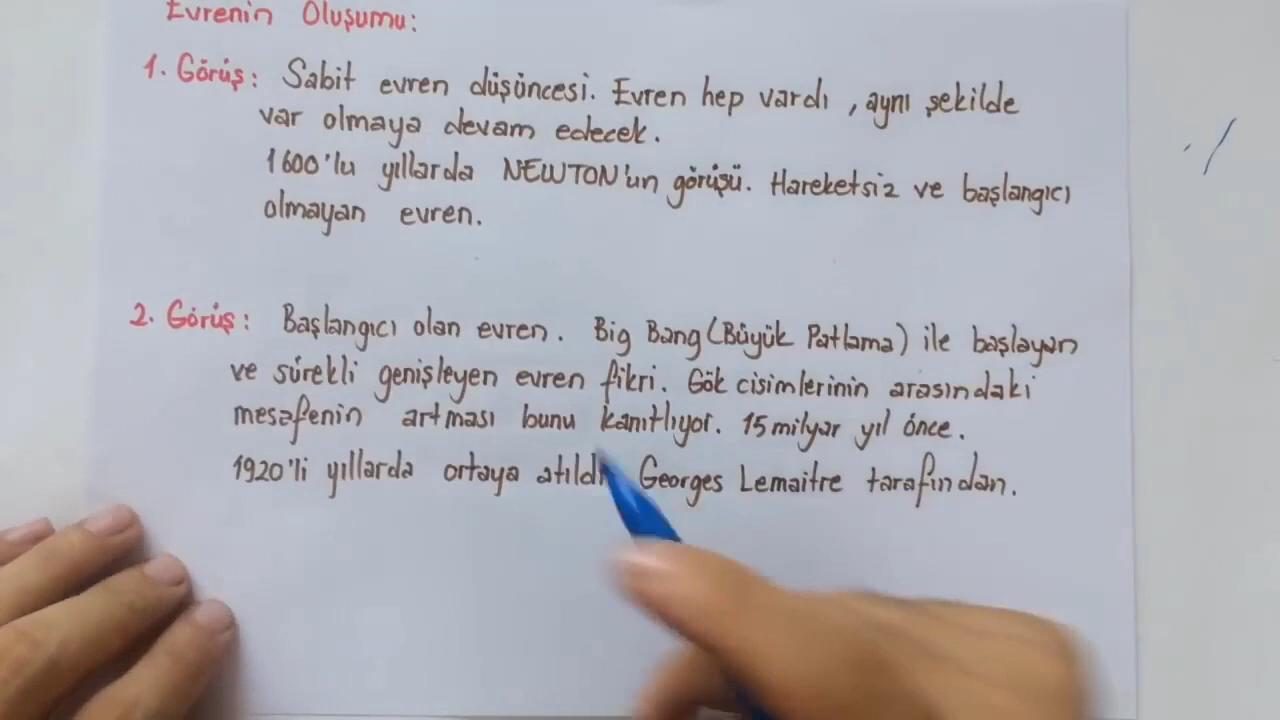 Evrenin Oluşumu:
1. Görüş: Sabit evren düşüncesi. Evren hep vardı, aynı şekilde
var olmaya devam edecek.
1600'lu yıllarda NEWTON'un görüşü. Hareketsiz ve başlangıcı
olmayan evren.
2. Görüş: Başlangıcı olan evren. Big Bang (Büyük Patlama) ile başlayan
ve sürekli genişleyen evren fikri. Gök cisimlerinin arasındaki
mesafenin artması bunu kanıtlıyor. 15 milyar yıl önce.
1920'li yıllarda ortaya atıldı Georges Lemaitre tarafından.